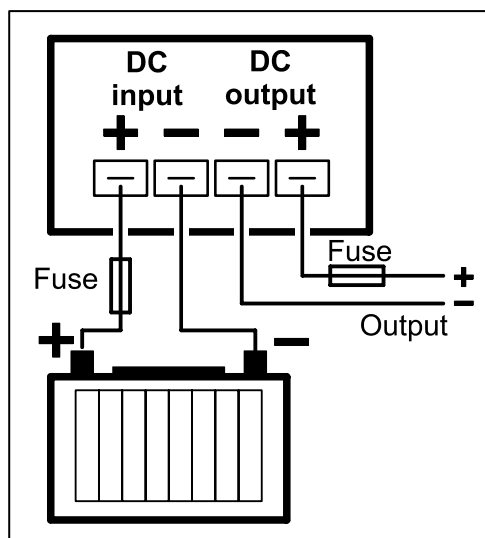 DC DC
input output
+ - - +
Fuse
Fuse
+
-
Output
+ -